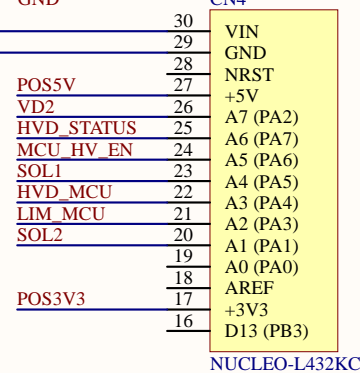 GND
CN4
30 VIN
29 GND
28 NRST
POS5V 27 +5V
VD2 26 A7 (PA2)
HVD_STATUS 25 A6 (PA7)
MCU_HV_EN 24 A5 (PA6)
SOL1 23 A4 (PA5)
HVD_MCU 22 A3 (PA4)
LIM_MCU 21 A2 (PA3)
SOL2 20 A1 (PA1)
19 A0 (PA0)
18 AREF
POS3V3 17 +3V3
16 D13 (PB3)
NUCLEO-L432KC